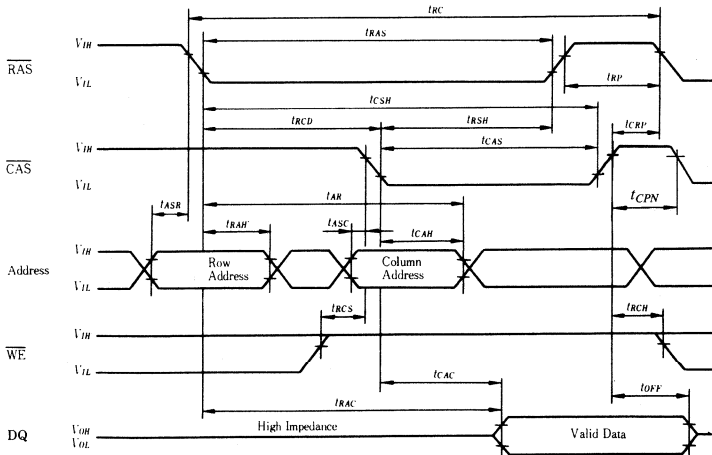 tRC
VIH
tRAS
RAS
VIL
tRP
tCSH
tRCD
tRSH
tCRP
VIH
tCAS
CAS
VIL
tCPN
tASR
tAR
tRAH
tASC
tCAH
VIH
Address
Row
Address
Column
Address
VIL
tRCS
tRCH
VIH
WE
VIL
tCAC
tOFF
tRAC
VOH
High Impedance
DQ
Valid Data
VOL